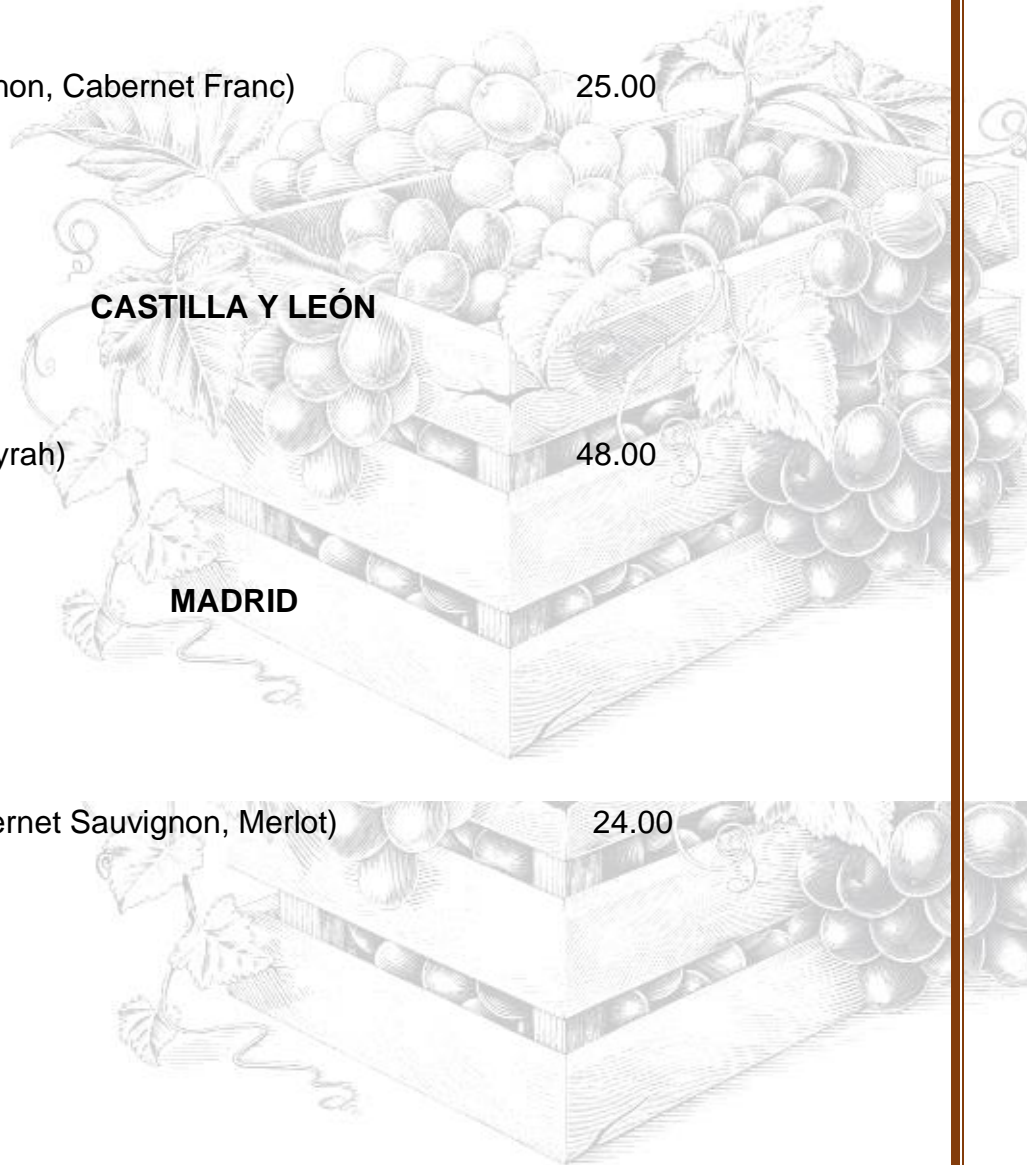 non, Cabernet Franc) 25.00
CASTILLA Y LEÓN
yrah) 48.00
MADRID
ernet Sauvignon, Merlot) 24.00